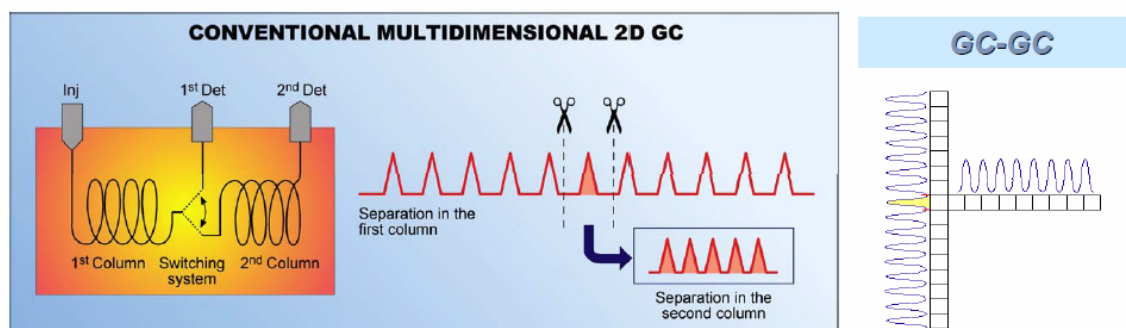 CONVENTIONAL MULTIDIMENSIONAL 2D GC
Inj
1st Det
2nd Det
1st Column
Switching
system
2nd Column
Separation in the
first column
Separation in the
second column
GC-GC